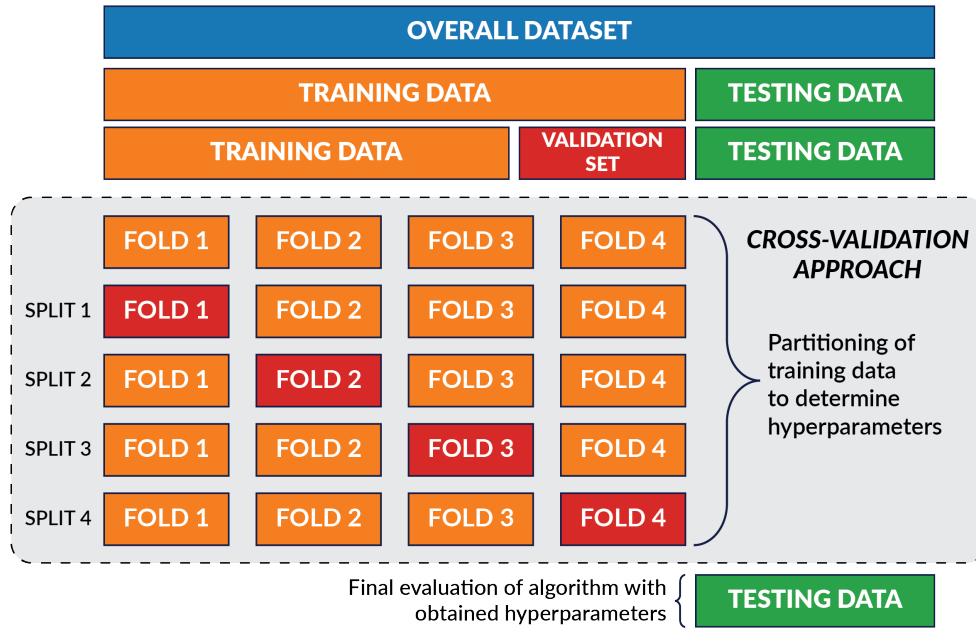 OVERALL DATASET
TRAINING DATA
TESTING DATA
TRAINING DATA
VALIDATION
SET
TESTING DATA
FOLD 1
FOLD 2
FOLD 3
FOLD 4
CROSS-VALIDATION
APPROACH
SPLIT 1
FOLD 1
FOLD 2
FOLD 3
FOLD 4
Partitioning of
training data
to determine
hyperparameters
SPLIT 2
FOLD 1
FOLD 2
FOLD 3
FOLD 4
SPLIT 3
FOLD 1
FOLD 2
FOLD 3
FOLD 4
SPLIT 4
FOLD 1
FOLD 2
FOLD 3
FOLD 4
Final evaluation of algorithm with
obtained hyperparameters
TESTING DATA